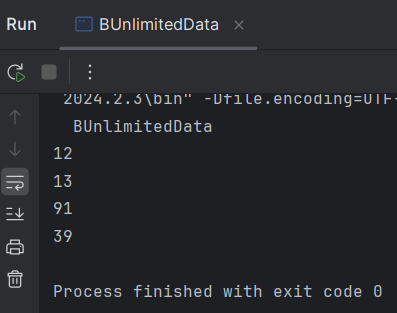 Run BUnlimitedData
2024.2.3\bin" -Dfile.encoding=UTF-
BUnlimitedData
12
13
91
39
Process finished with exit code 0